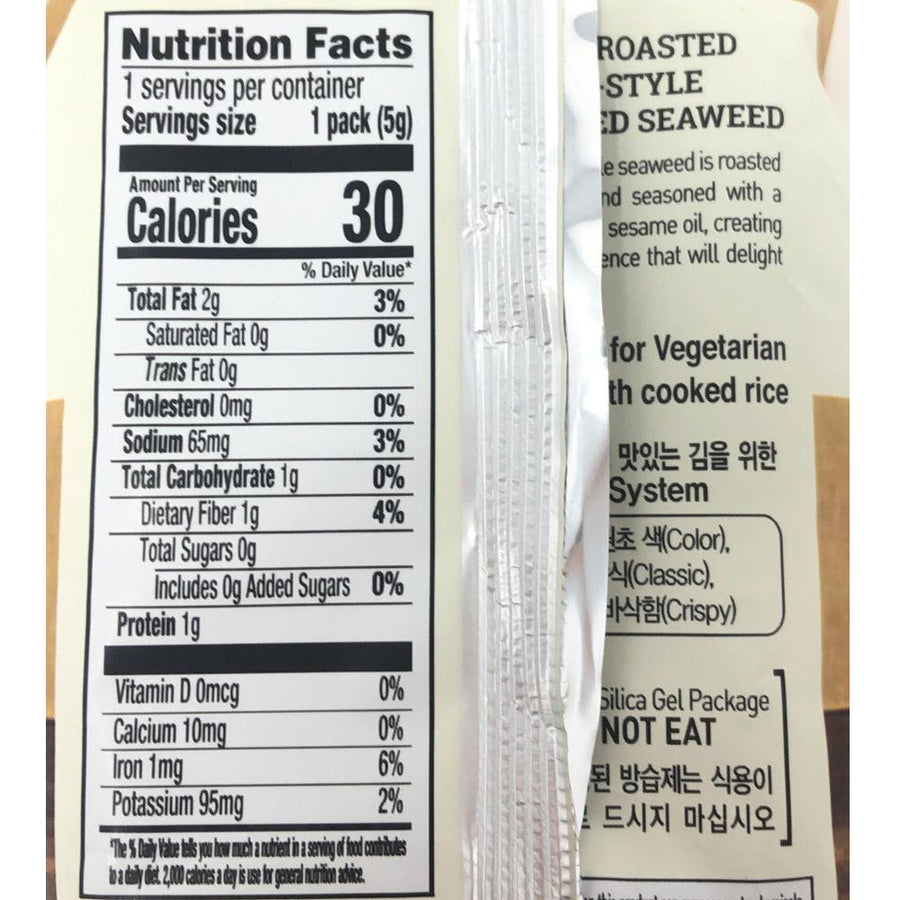 Nutrition Facts
1 servings per container
Servings size 1 pack (5g)
Amount Per Serving
Calories 30
% Daily Value*
Total Fat 2g 3%
Saturated Fat 0g 0%
Trans Fat 0g
Cholesterol 0mg 0%
Sodium 65mg 3%
Total Carbohydrate 1g 0%
Dietary Fiber 1g 4%
Total Sugars 0g
Includes 0g Added Sugars 0%
Protein 1g
Vitamin D 0mcg 0%
Calcium 10mg 0%
Iron 1mg 6%
Potassium 95mg 2%
*The % Daily Value tells you how much a nutrient in a serving of food contributes
to a daily diet. 2,000 calories a day is use for general nutrition advice.
ROASTED
-STYLE
ED SEAWEED
e seaweed is roasted
nd seasoned with a
sesame oil, creating
ence that will delight
for Vegetarian
th cooked rice
맛있는 김을 위한
System
초 색(Color),
식(Classic),
바삭함(Crispy)
Silica Gel Package
NOT EAT
된 방습제는 식용이
드시지 마십시오